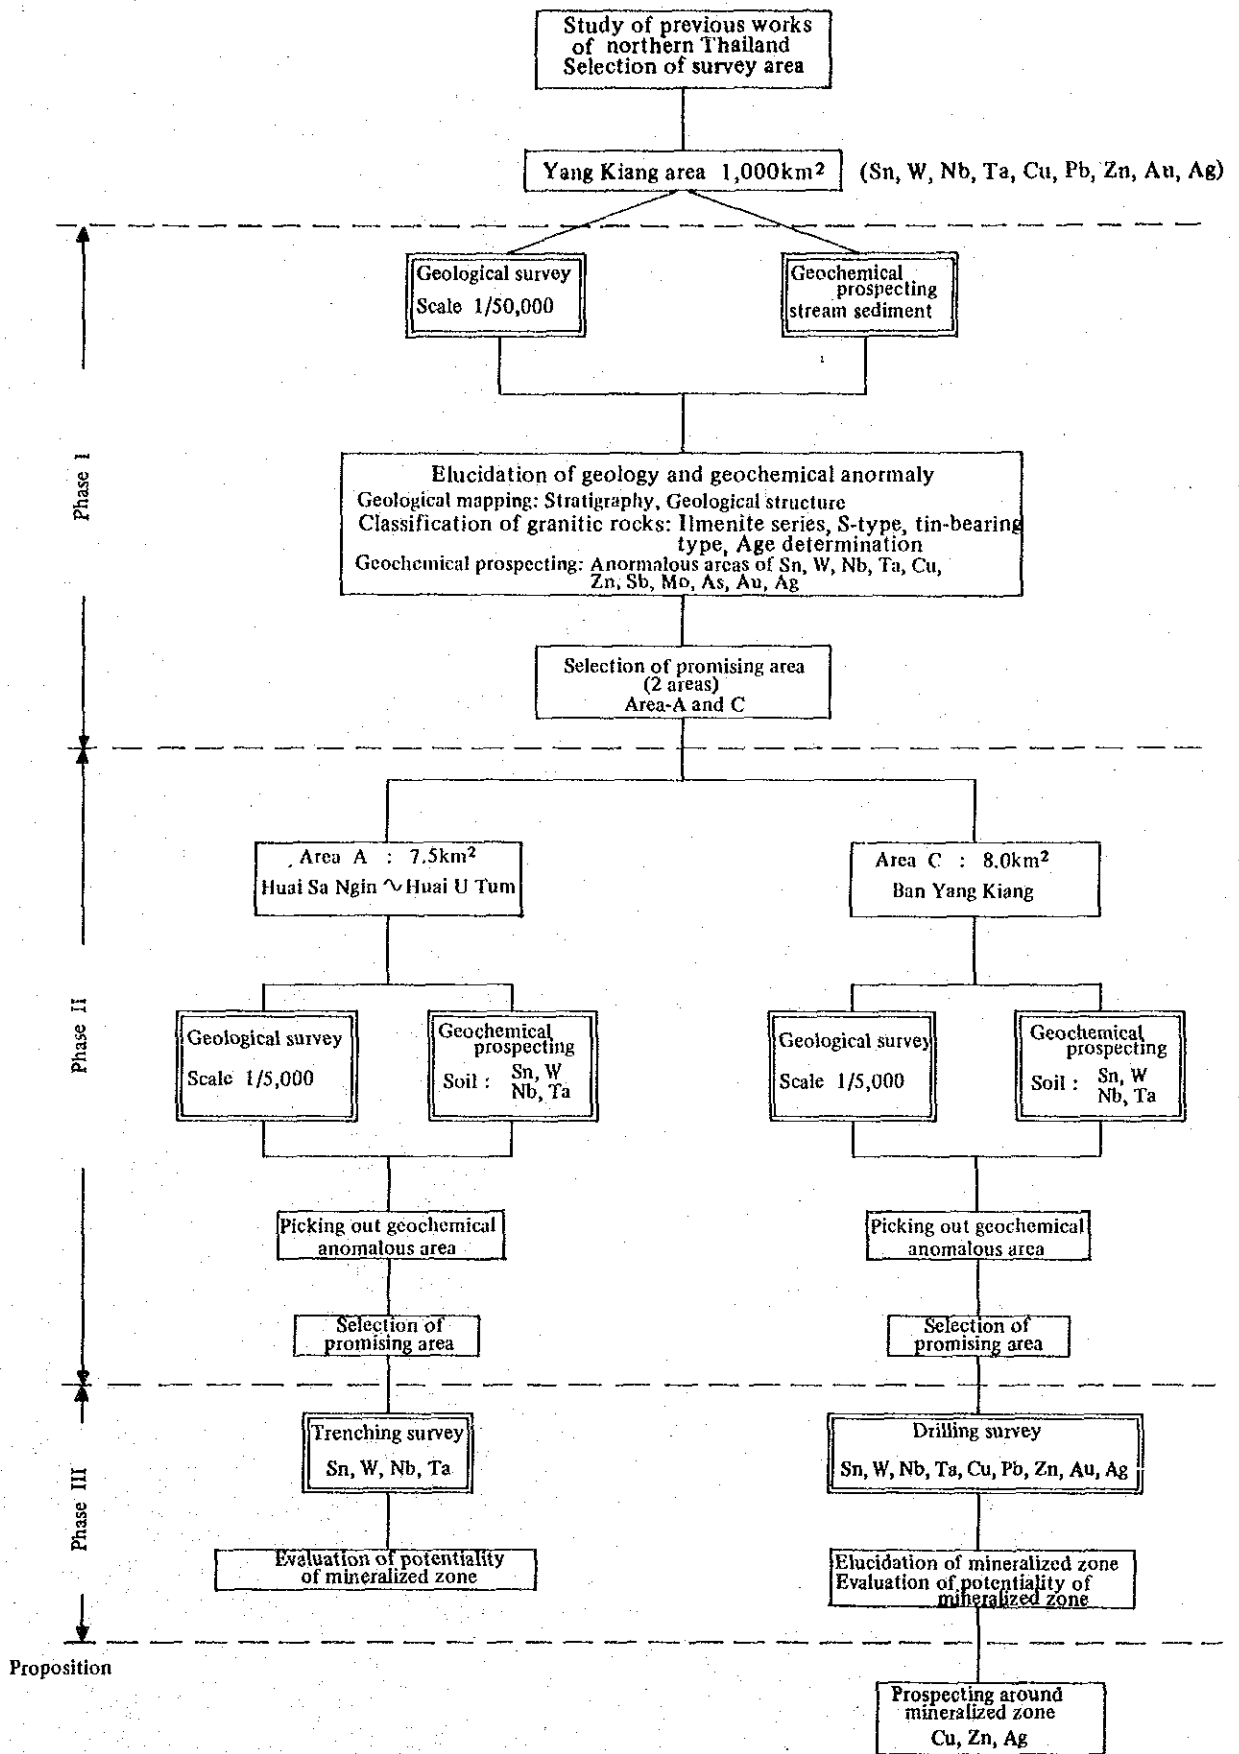 Study of previous works
of northern Thailand
Selection of survey area
Yang Kiang area 1,000km²
(Sn, W, Nb, Ta, Cu, Pb, Zn, Au, Ag)
Phase I
Geological survey
Scale 1/50,000
Geochemical
prospecting
stream sediment
Elucidation of geology and geochemical anormaly
Geological mapping: Stratigraphy, Geological structure
Classification of granitic rocks: Ilmenite series, S-type, tin-bearing
type, Age determination
Geochemical prospecting: Anormalous areas of Sn, W, Nb, Ta, Cu,
Zn, Sb, Mo, As, Au, Ag
Selection of promising area
(2 areas)
Area-A and C
Phase II
Area A : 7.5km²
Huai Sa Ngin ~ Huai U Tum
Area C : 8.0km²
Ban Yang Kiang
Geological survey
Scale 1/5,000
Geochemical
prospecting
Soil : Sn, W
Nb, Ta
Geological survey
Scale 1/5,000
Geochemical
prospecting
Soil : Sn, W
Nb, Ta
Picking out geochemical
anomalous area
Picking out geochemical
anomalous area
Selection of
promising area
Selection of
promising area
Phase III
Trenching survey
Sn, W, Nb, Ta
Drilling survey
Sn, W, Nb, Ta, Cu, Pb, Zn, Au, Ag
Evaluation of potentiality
of mineralized zone
Elucidation of mineralized zone
Evaluation of potentiality of
mineralized zone
Proposition
Prospecting around
mineralized zone
Cu, Zn, Ag